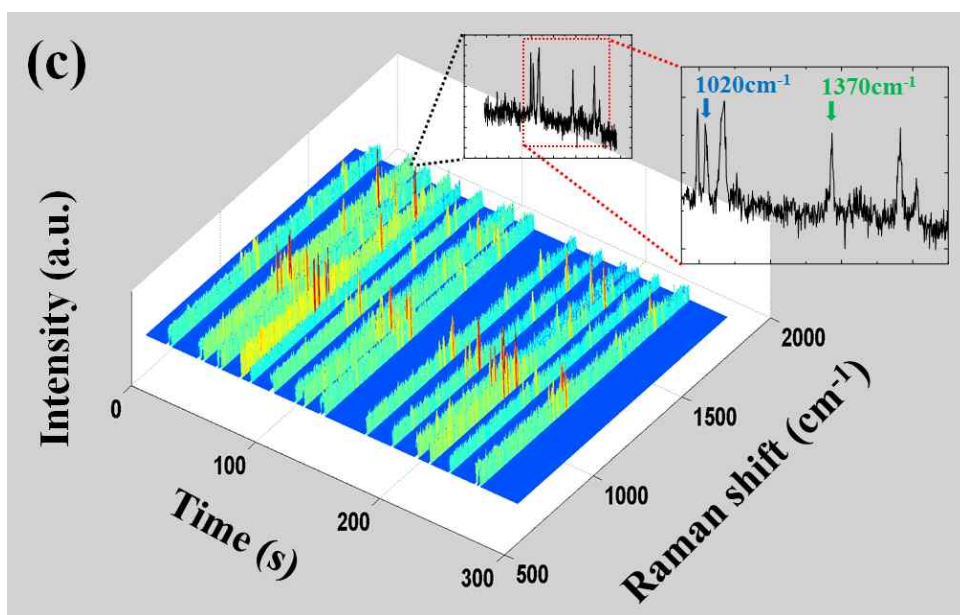 (c)
1020cm⁻¹
1370cm⁻¹
Intensity (a.u.)
0
100
200
300
Time (s)
500
1000
1500
2000
Raman shift (cm⁻¹)